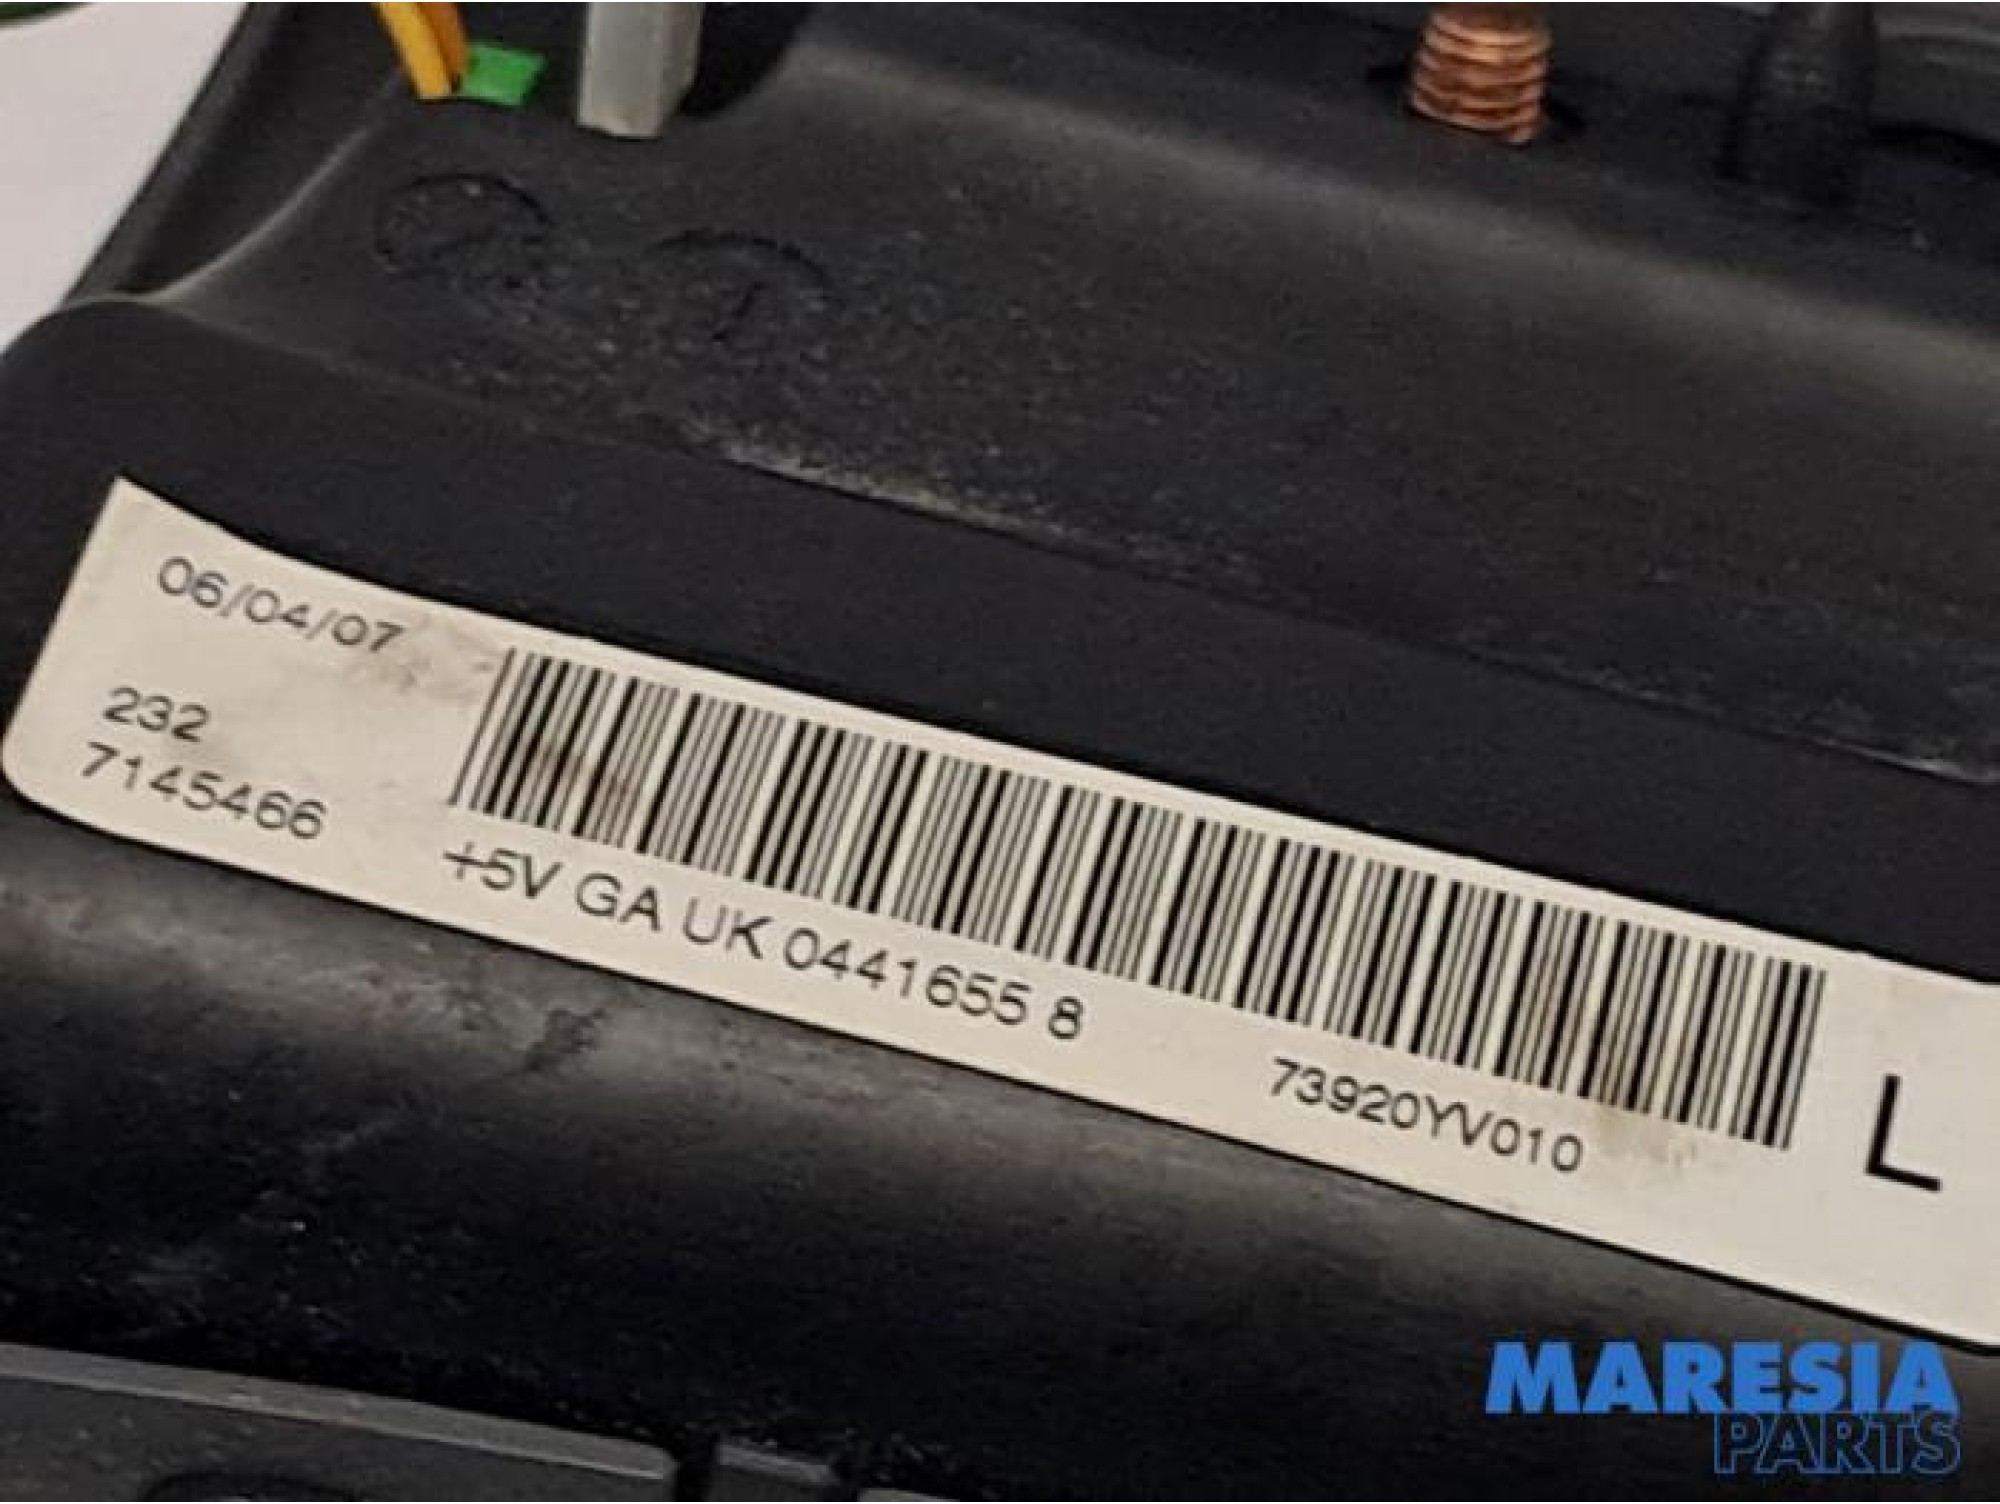 06/04/07
232
7145466
+5V GA UK 0441655 8
73920YV010
L
MARESIA
PARTS